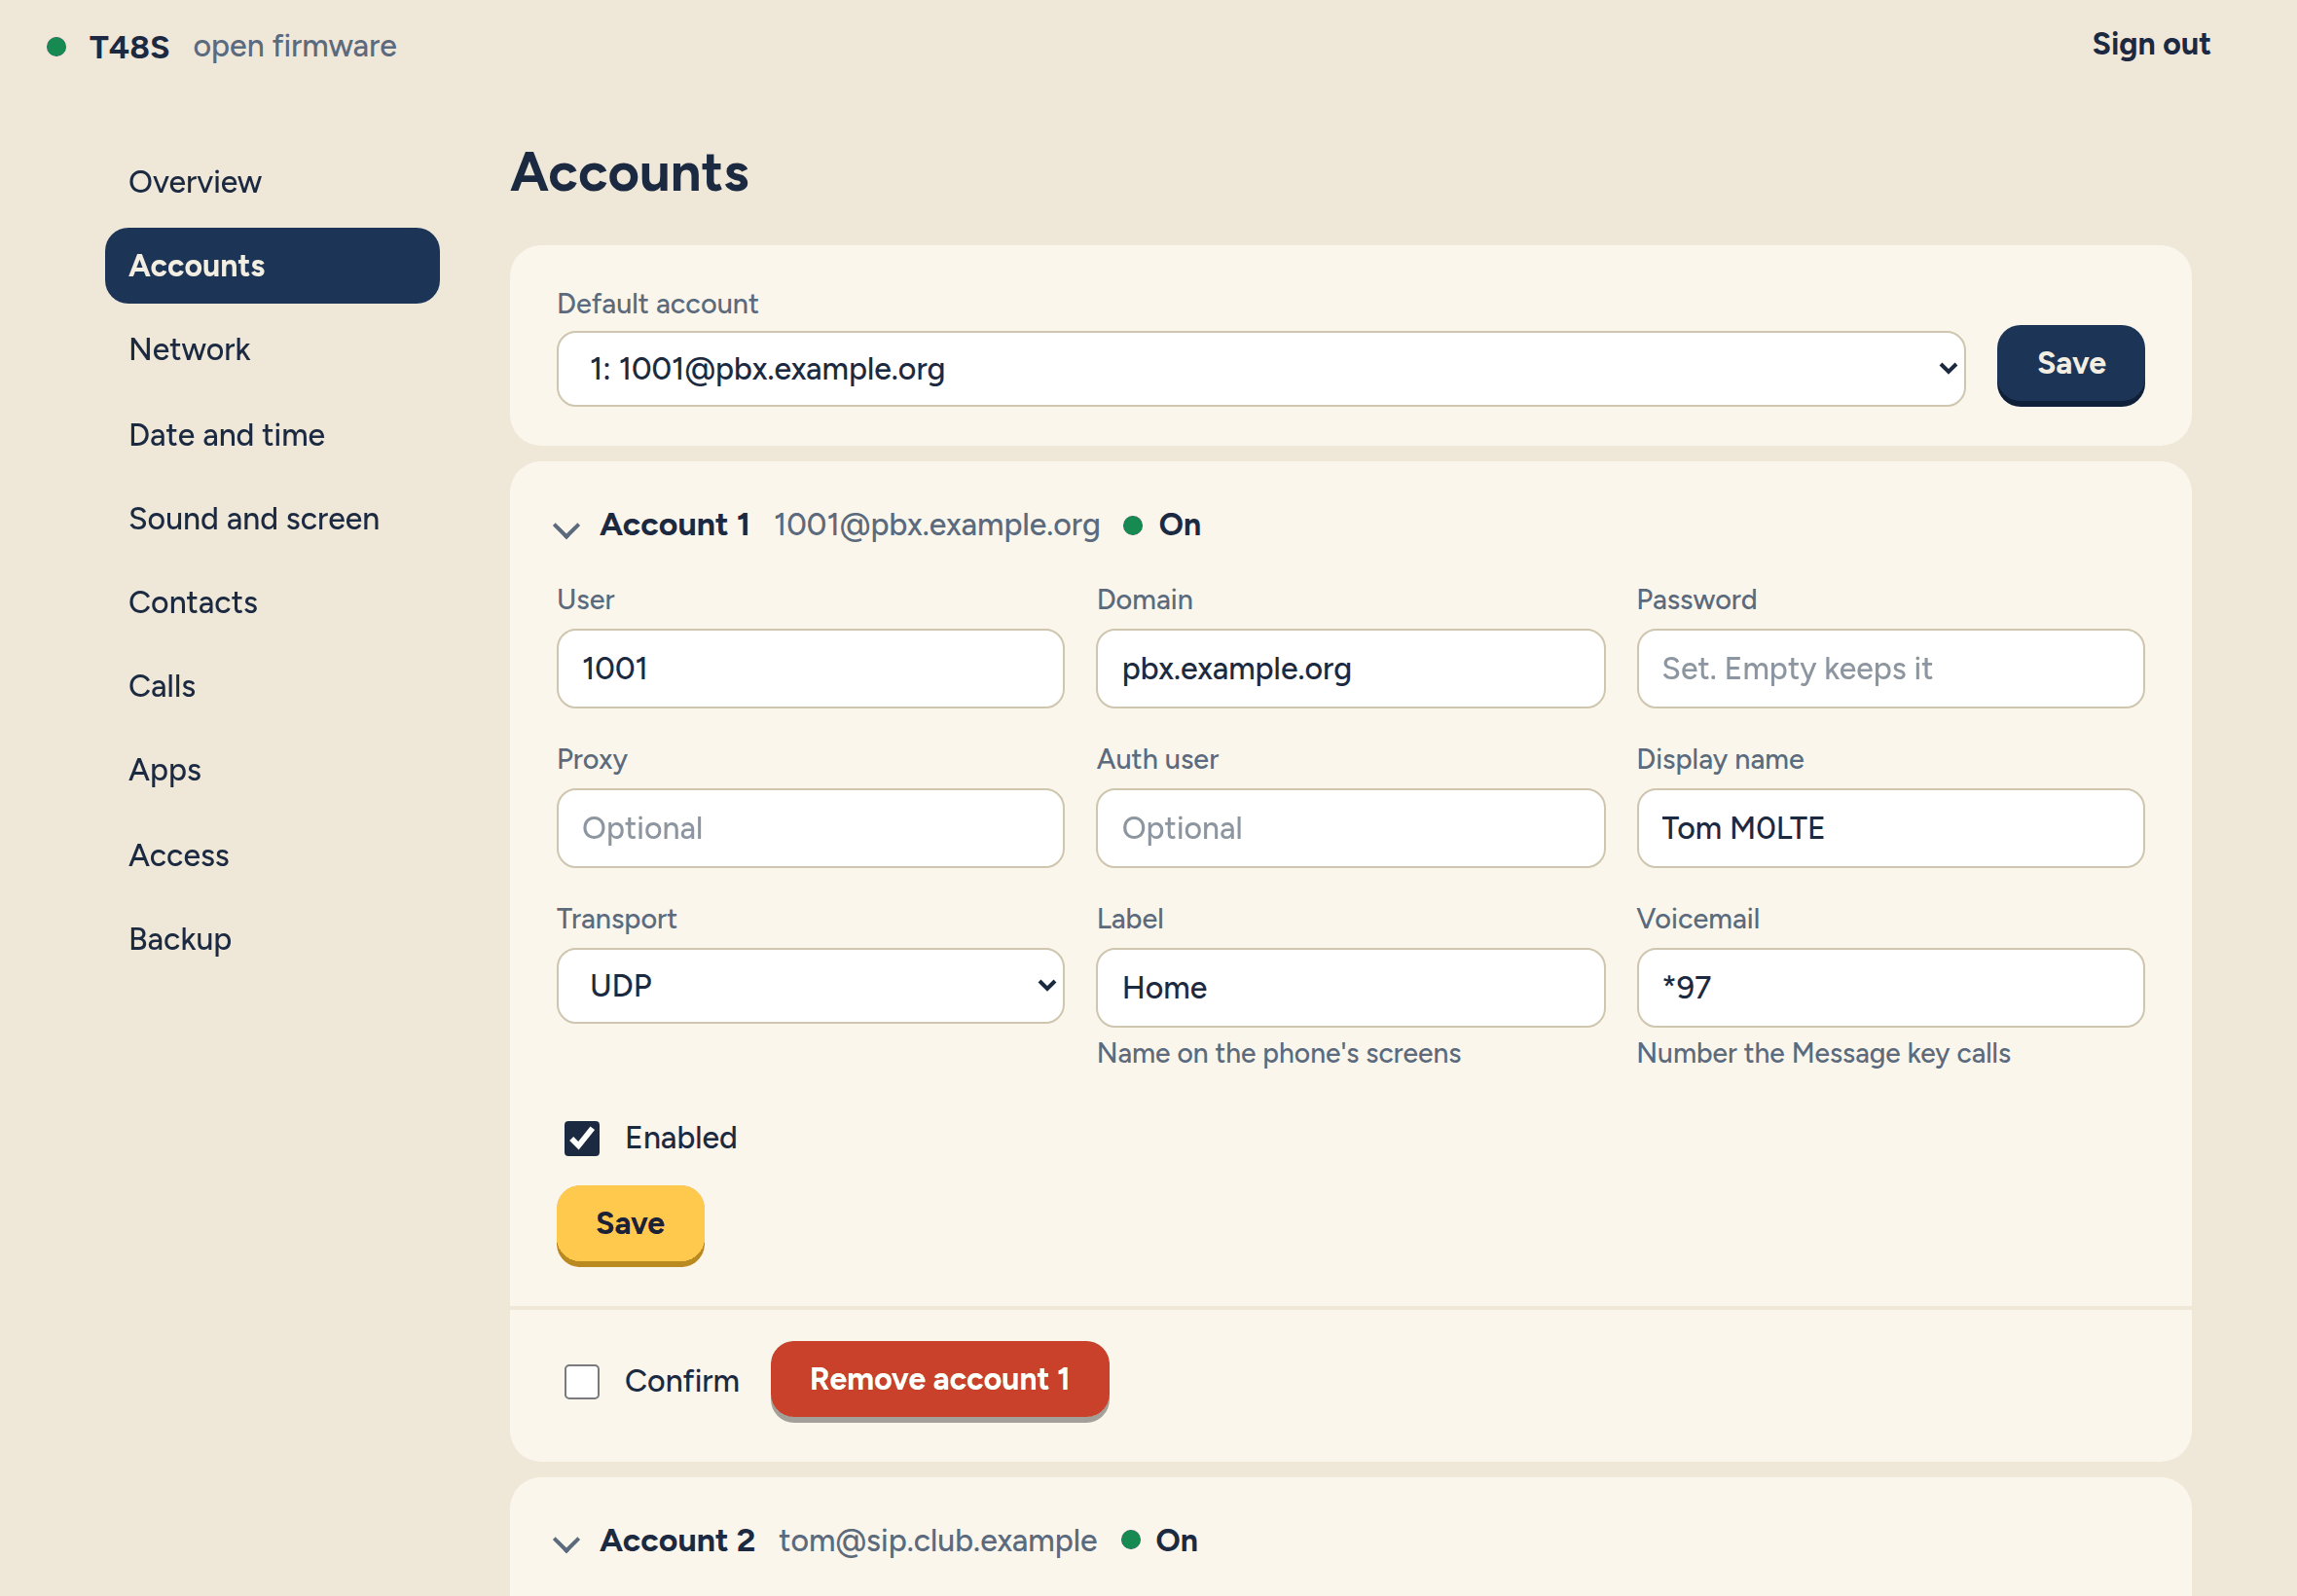 T48S open firmware
Sign out
Overview
Accounts
Network
Date and time
Sound and screen
Contacts
Calls
Apps
Access
Backup
Accounts
Default account
1: 1001@pbx.example.org
Save
Account 1 1001@pbx.example.org On
User Domain Password
1001 pbx.example.org Set. Empty keeps it
Proxy Auth user Display name
Optional Optional Tom M0LTE
Transport Label Voicemail
UDP Home *97
Name on the phone's screens Number the Message key calls
Enabled
Save
Confirm Remove account 1
Account 2 tom@sip.club.example On